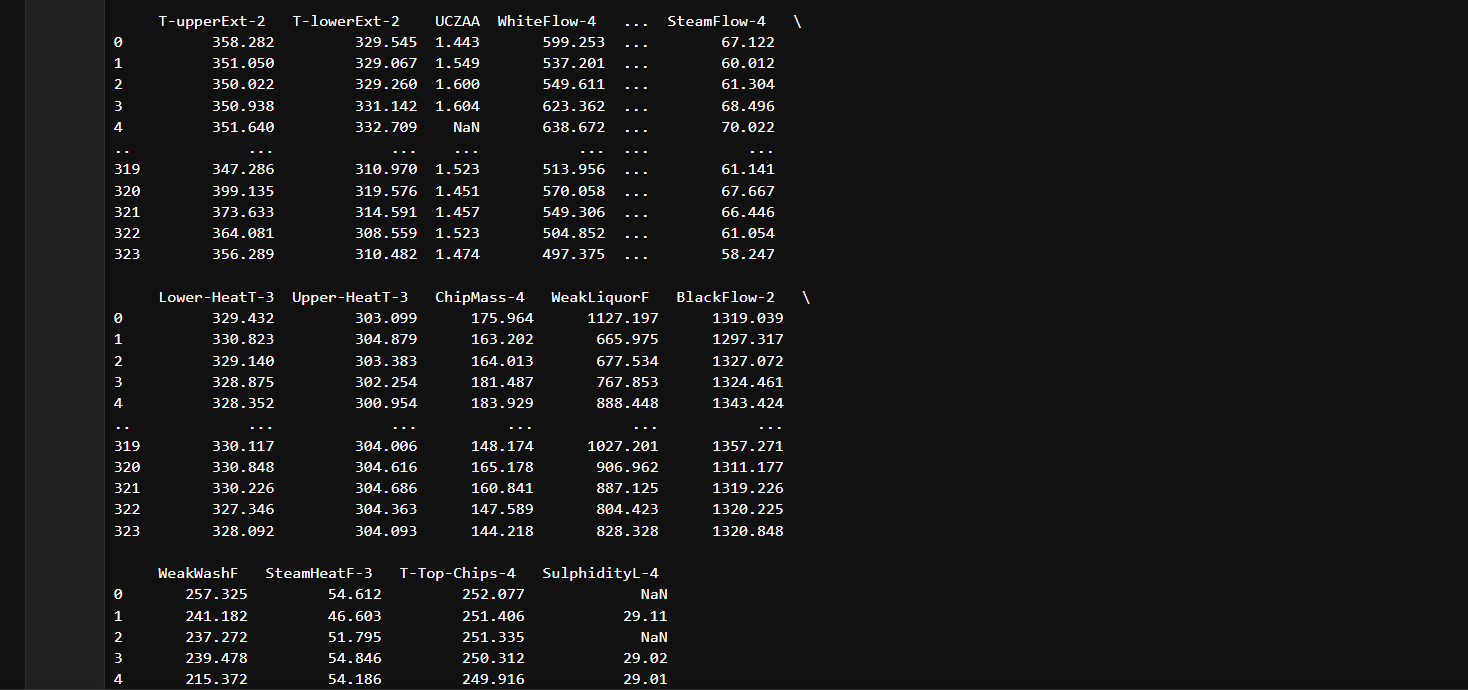 T-upperExt-2 T-lowerExt-2 UCZAA WhiteFlow-4 ... SteamFlow-4 \
0 358.282 329.545 1.443 599.253 ... 67.122
1 351.050 329.067 1.549 537.201 ... 60.012
2 350.022 329.260 1.600 549.611 ... 61.304
3 350.938 331.142 1.604 623.362 ... 68.496
4 351.640 332.709 NaN 638.672 ... 70.022
.. ... ... ... ... ... ...
319 347.286 310.970 1.523 513.956 ... 61.141
320 399.135 319.576 1.451 570.058 ... 67.667
321 373.633 314.591 1.457 549.306 ... 66.446
322 364.081 308.559 1.523 504.852 ... 61.054
323 356.289 310.482 1.474 497.375 ... 58.247
Lower-HeatT-3 Upper-HeatT-3 ChipMass-4 WeakLiquorF BlackFlow-2 \
0 329.432 303.099 175.964 1127.197 1319.039
1 330.823 304.879 163.202 665.975 1297.317
2 329.140 303.383 164.013 677.534 1327.072
3 328.875 302.254 181.487 767.853 1324.461
4 328.352 300.954 183.929 888.448 1343.424
.. ... ... ... ... ...
319 330.117 304.006 148.174 1027.201 1357.271
320 330.848 304.616 165.178 906.962 1311.177
321 330.226 304.686 160.841 887.125 1319.226
322 327.346 304.363 147.589 804.423 1320.225
323 328.092 304.093 144.218 828.328 1320.848
WeakWashF SteamHeatF-3 T-Top-Chips-4 SulphidityL-4
0 257.325 54.612 252.077 NaN
1 241.182 46.603 251.406 29.11
2 237.272 51.795 251.335 NaN
3 239.478 54.846 250.312 29.02
4 215.372 54.186 249.916 29.01